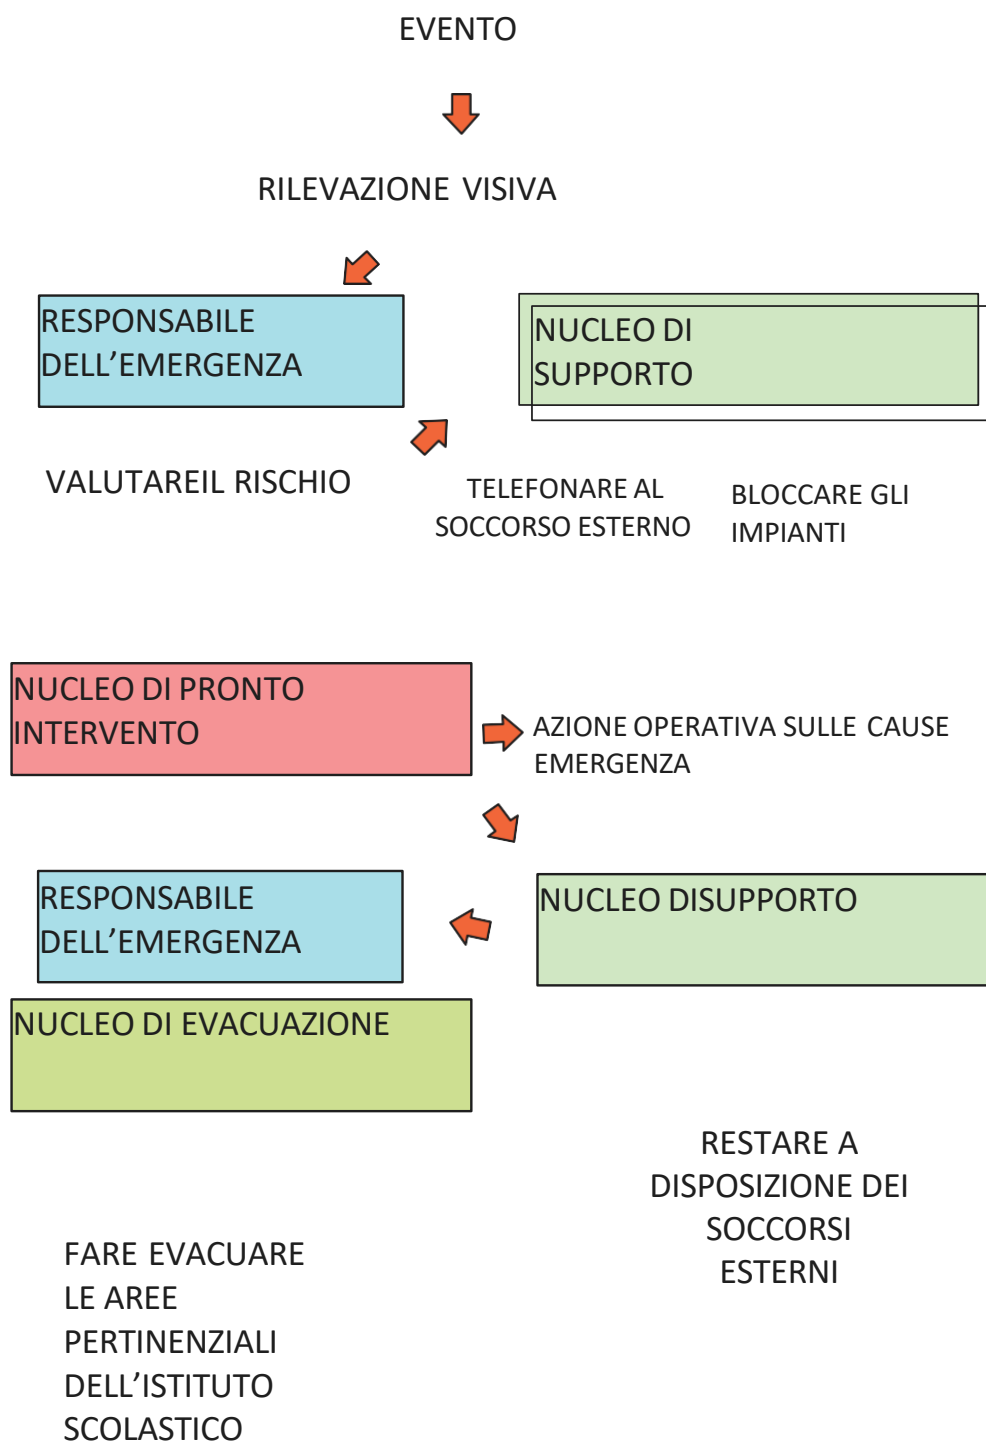 EVENTO
RILEVAZIONE VISIVA
RESPONSABILE
DELL’EMERGENZA
NUCLEO DI
SUPPORTO
VALUTAREIL RISCHIO
TELEFONARE AL
SOCCORSO ESTERNO
BLOCCARE GLI
IMPIANTI
NUCLEO DI PRONTO
INTERVENTO
AZIONE OPERATIVA SULLE CAUSE
EMERGENZA
RESPONSABILE
DELL’EMERGENZA
NUCLEO DISUPPORTO
NUCLEO DI EVACUAZIONE
RESTARE A
DISPOSIZIONE DEI
SOCCORSI
ESTERNI
FARE EVACUARE
LE AREE
PERTINENZIALI
DELL’ISTITUTO
SCOLASTICO